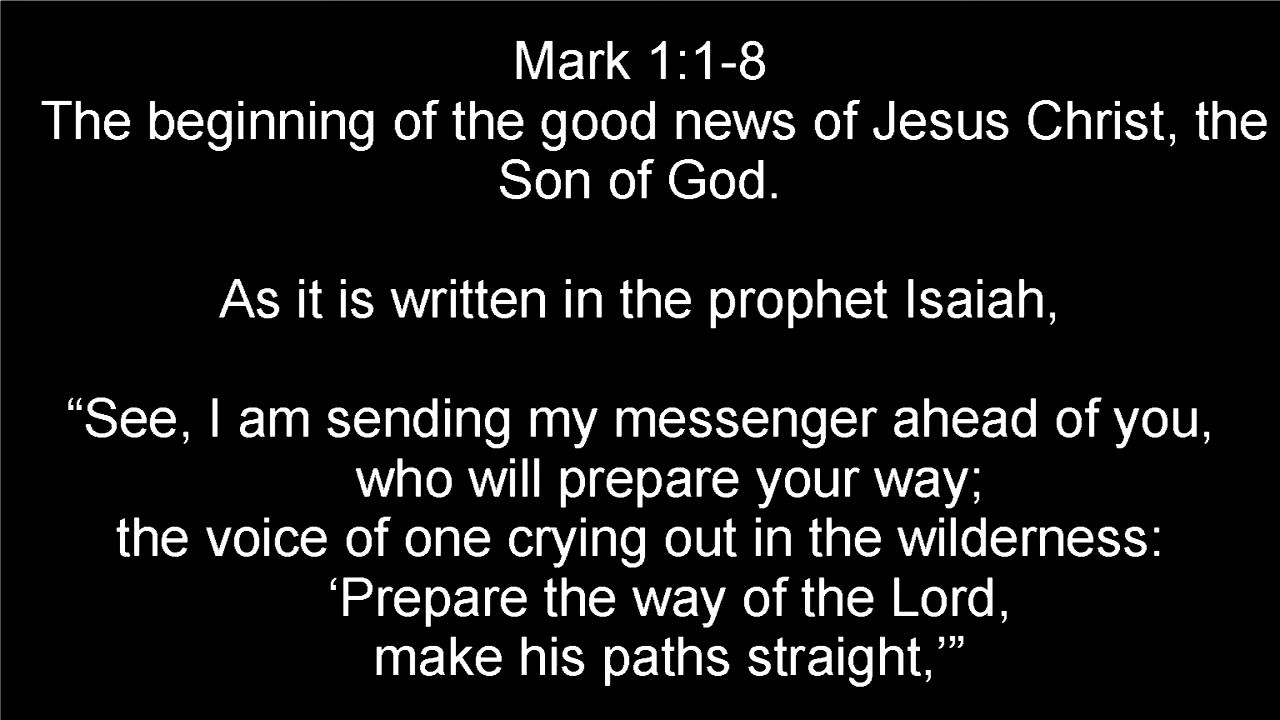 Mark 1:1-8
The beginning of the good news of Jesus Christ, the
Son of God.
As it is written in the prophet Isaiah,
“See, I am sending my messenger ahead of you,
who will prepare your way;
the voice of one crying out in the wilderness:
‘Prepare the way of the Lord,
make his paths straight,’”